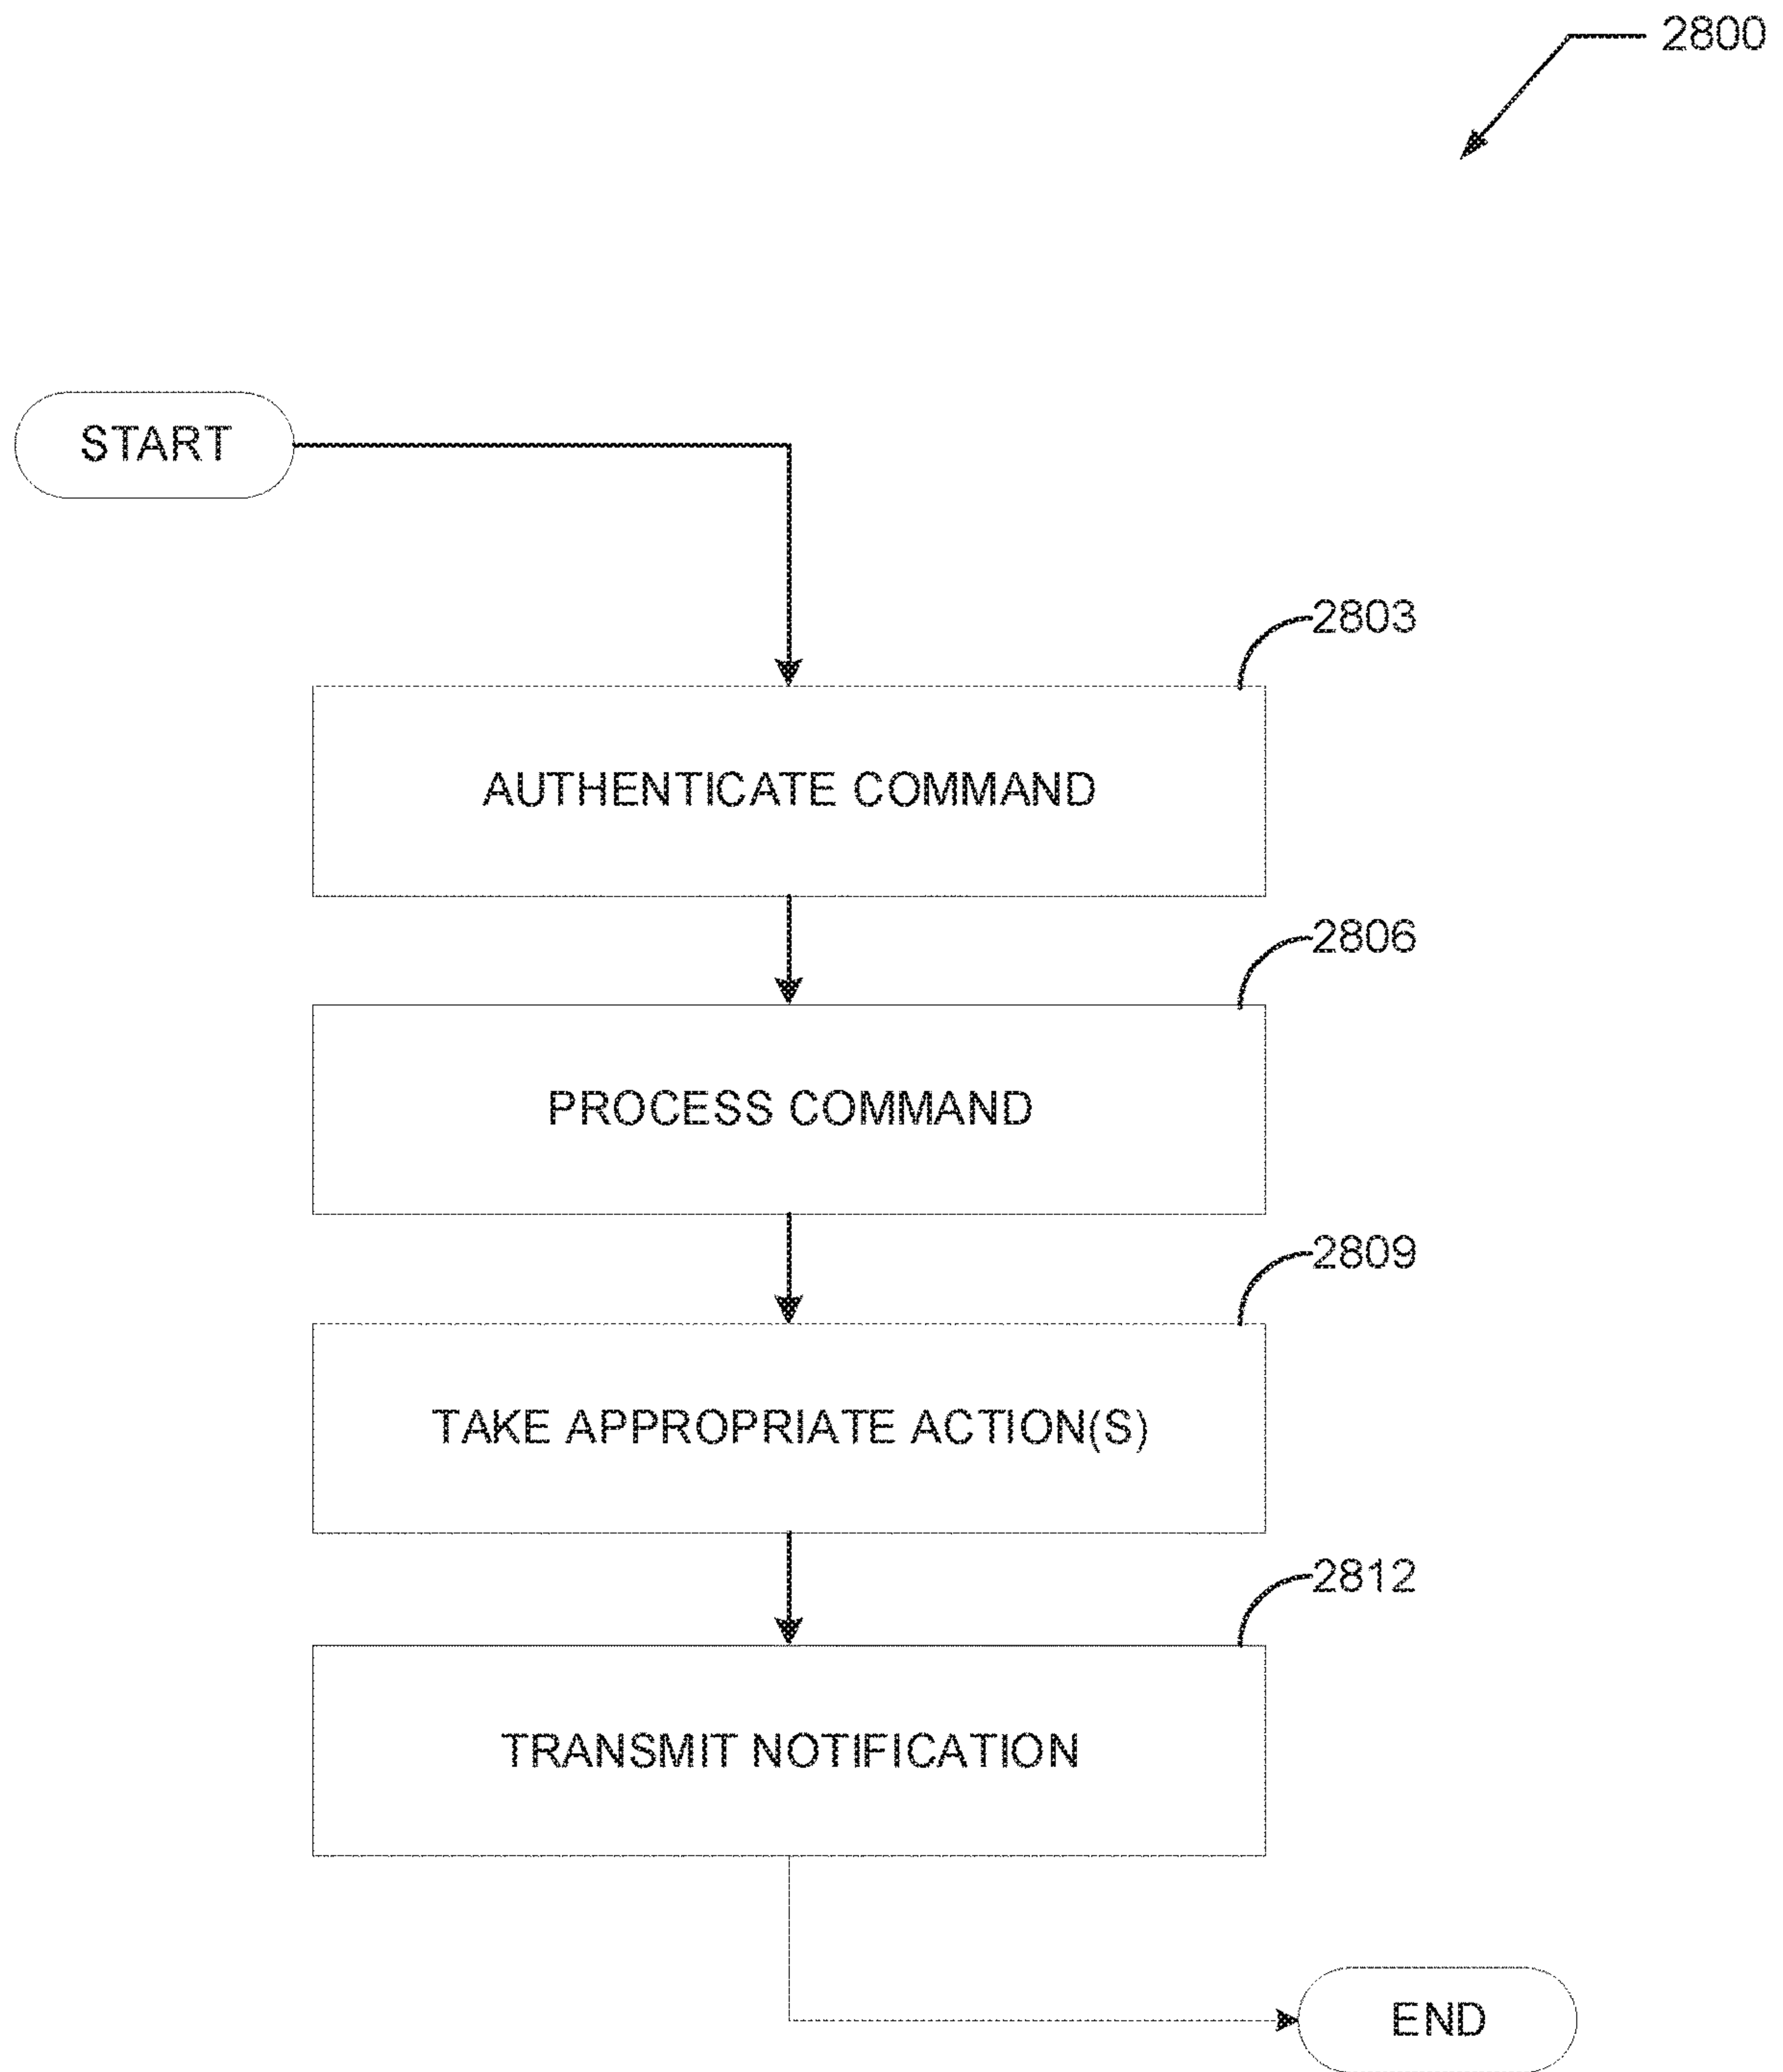 2800
START
2803
AUTHENTICATE COMMAND
2806
PROCESS COMMAND
2809
TAKE APPROPRIATE ACTION(S)
2812
TRANSMIT NOTIFICATION
END